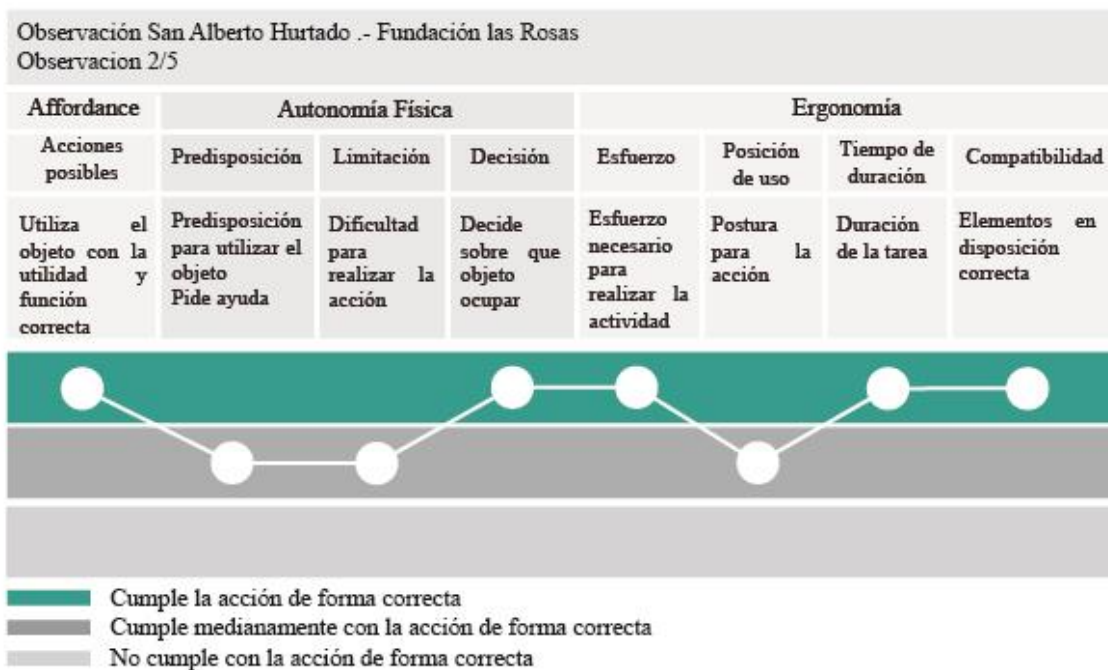 Observación San Alberto Hurtado .- Fundación las Rosas
Observacion 2/5
Affordance
Autonomía Física
Ergonomía
Acciones
posibles
Predisposición
Limitación
Decisión
Esfuerzo
Posición
de uso
Tiempo de
duración
Compatibilidad
Utiliza el
objeto con la
utilidad y
función
correcta
Predisposición
para utilizar el
objeto
Pide ayuda
Dificultad
para
realizar la
acción
Decide
sobre que
objeto
ocupar
Esfuerzo
necesario
para
realizar la
actividad
Postura
para la
acción
Duración
de la tarea
Elementos en
disposición
correcta
Cumple la acción de forma correcta
Cumple medianamente con la acción de forma correcta
No cumple con la acción de forma correcta